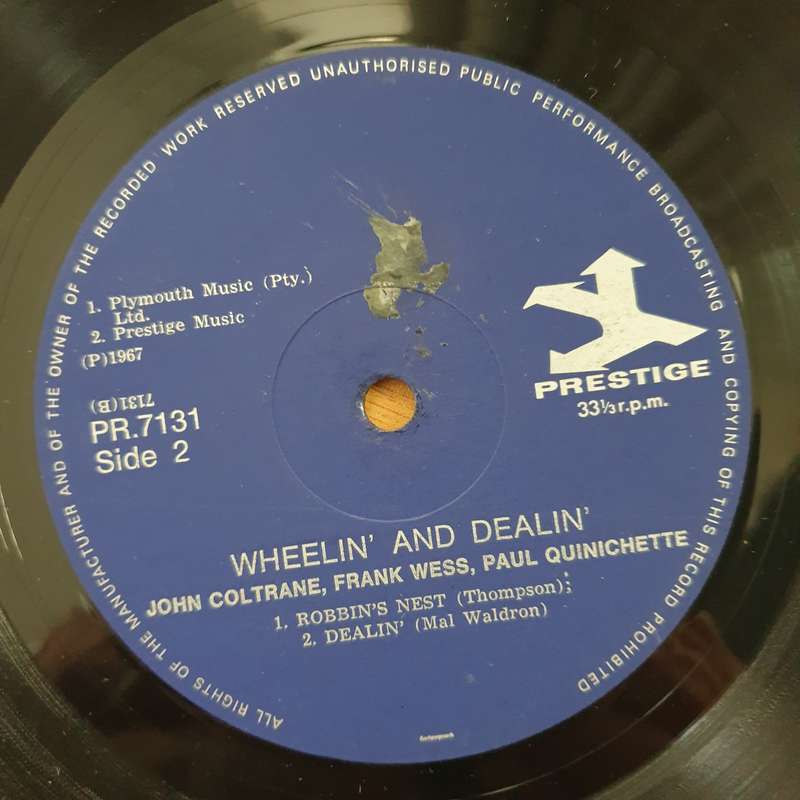 ALL RIGHTS OF THE MANUFACTURER AND OF THE OWNER OF THE RECORDED WORK RESERVED UNAUTHORISED PUBLIC PERFORMANCE BROADCASTING AND COPYING OF THIS RECORD PROHIBITED
1. Plymouth Music (Pty.)
Ltd.
2. Prestige Music
(P)1967
7131(B)
PR.7131
Side 2
PRESTIGE
33⅓r.p.m.
WHEELIN' AND DEALIN'
JOHN COLTRANE, FRANK WESS, PAUL QUINICHETTE
1. ROBBIN'S NEST (Thompson);
2. DEALIN' (Mal Waldron)